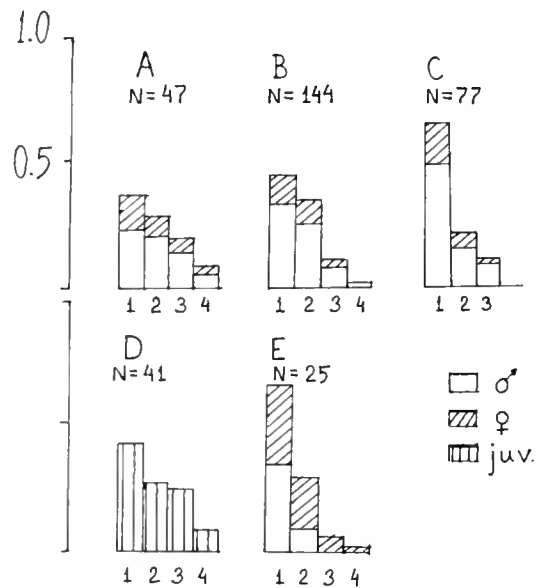 1.0
0.5
A
N=47
B
N=144
C
N=77
1 2 3 4
1 2 3 4
1 2 3
D
N=41
E
N=25
♂
♀
juv.
1 2 3 4
1 2 3 4